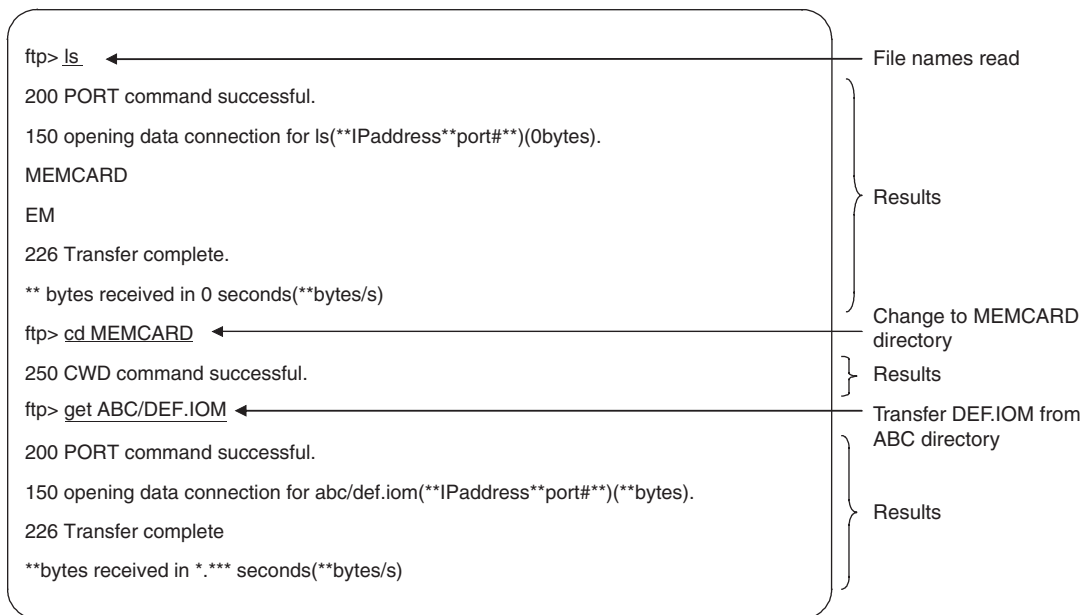 ftp> ls
File names read
200 PORT command successful.
150 opening data connection for ls(**IPaddress**port#**)(0bytes).
MEMCARD
EM
226 Transfer complete.
** bytes received in 0 seconds(**bytes/s)
Results
ftp> cd MEMCARD
Change to MEMCARD
directory
250 CWD command successful.
Results
ftp> get ABC/DEF.IOM
Transfer DEF.IOM from
ABC directory
200 PORT command successful.
150 opening data connection for abc/def.iom(**IPaddress**port#**)(**bytes).
226 Transfer complete
**bytes received in *.*** seconds(**bytes/s)
Results